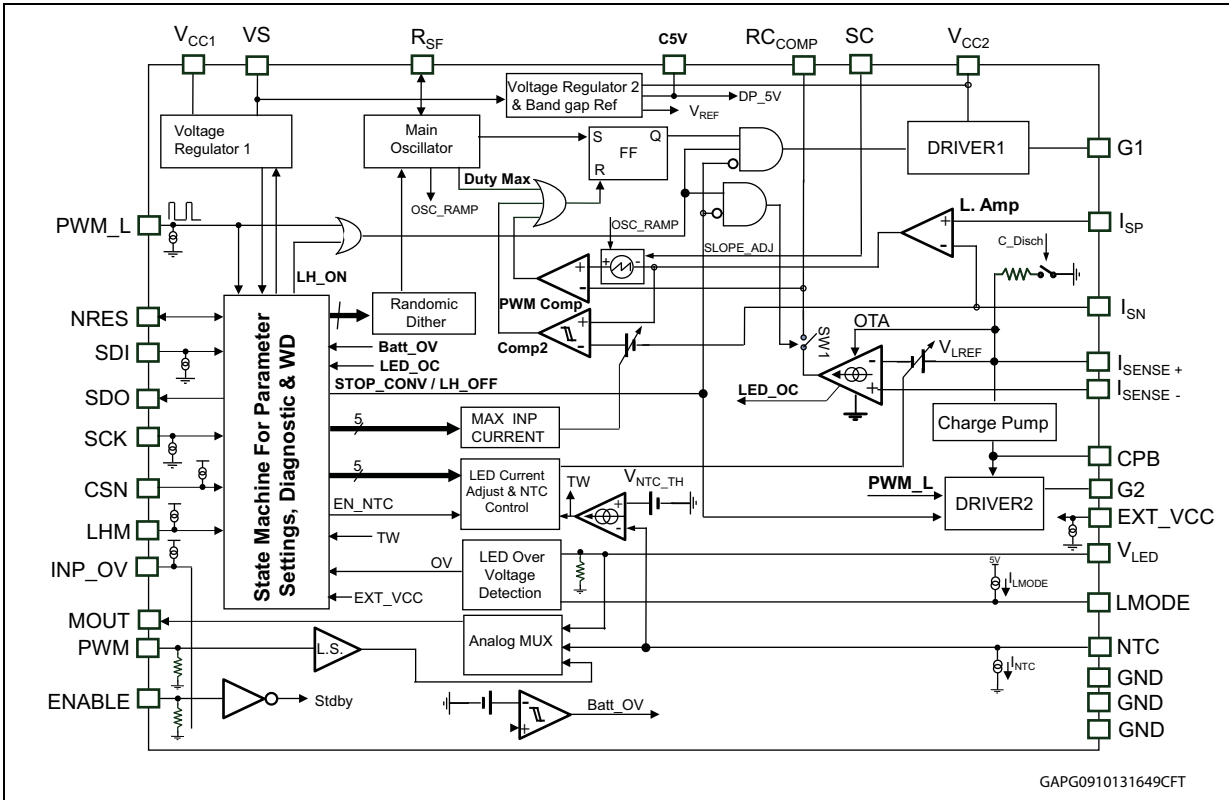 VCC1
VS
RSF
C5V
RCCOMP
SC
VCC2
Voltage Regulator 1
Main Oscillator
Voltage Regulator 2 & Band gap Ref
DP_5V
VREF
S
Q
FF
R
DRIVER1
G1
Duty Max
OSC_RAMP
PWM_L
LH_ON
OSC_RAMP
SLOPE_ADJ
L. Amp
+
-
ISP
C_Disch
+
-
+
-
PWM Comp
Randomic Dither
NRES
Batt_OV
+
-
Comp2
SW1
OTA
VLREF
ISN
SDI
LED_OC
STOP_CONV / LH_OFF
LED_OC
-
+
ISENSE +
ISENSE -
SDO
State Machine For Parameter Settings, Diagnostic & WD
5
MAX INP CURRENT
Charge Pump
SCK
5
LED Current Adjust & NTC Control
TW
VNTC_TH
+
-
CPB
PWM_L
DRIVER2
G2
CSN
EN_NTC
EXT_VCC
LHM
TW
OV
LED Over Voltage Detection
VLED
INP_OV
EXT_VCC
5V
ILMODE
LMODE
MOUT
Analog MUX
PWM
L.S.
NTC
INTC
GND
ENABLE
Stdby
-
+
Batt_OV
GND
GND
GAPG0910131649CFT